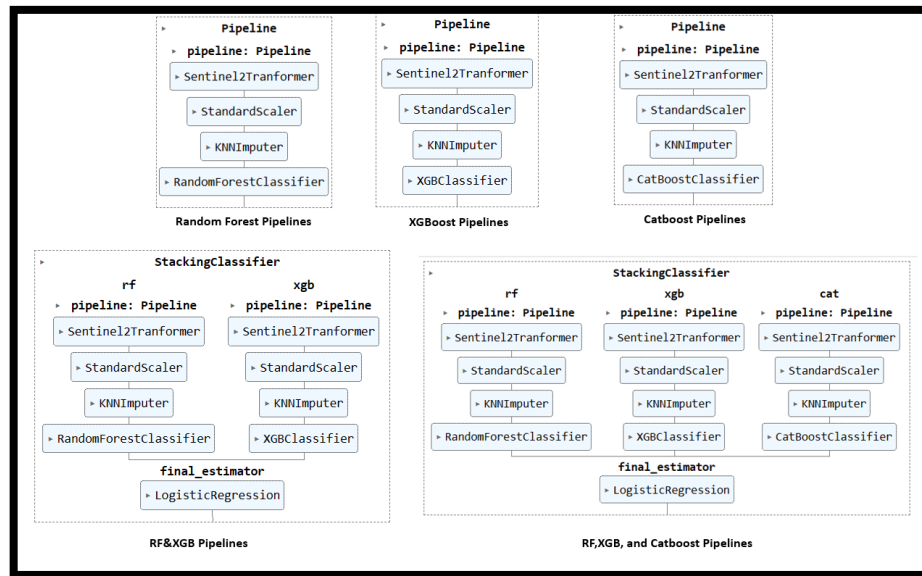 Pipeline
pipeline: Pipeline
Sentinel2Tranformer
StandardScaler
KNNImputer
RandomForestClassifier
Random Forest Pipelines
Pipeline
pipeline: Pipeline
Sentinel2Tranformer
StandardScaler
KNNImputer
XGBClassifier
XGBoost Pipelines
Pipeline
pipeline: Pipeline
Sentinel2Tranformer
StandardScaler
KNNImputer
CatBoostClassifier
Catboost Pipelines
StackingClassifier
rf
pipeline: Pipeline
Sentinel2Tranformer
StandardScaler
KNNImputer
RandomForestClassifier
xgb
pipeline: Pipeline
Sentinel2Tranformer
StandardScaler
KNNImputer
XGBClassifier
final_estimator
LogisticRegression
RF&XGB Pipelines
StackingClassifier
rf
pipeline: Pipeline
Sentinel2Tranformer
StandardScaler
KNNImputer
RandomForestClassifier
xgb
pipeline: Pipeline
Sentinel2Tranformer
StandardScaler
KNNImputer
XGBClassifier
cat
pipeline: Pipeline
Sentinel2Tranformer
StandardScaler
KNNImputer
CatBoostClassifier
final_estimator
LogisticRegression
RF,XGB, and Catboost Pipelines